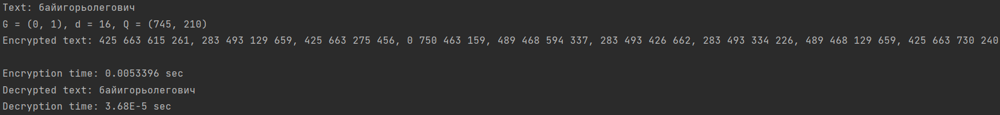 Text: байигорьолегович
G = (0, 1), d = 16, Q = (745, 210)
Encrypted text: 425 663 615 261, 283 493 129 659, 425 663 275 456, 0 750 463 159, 489 468 594 337, 283 493 426 662, 283 493 334 226, 489 468 129 659, 425 663 730 240
Encryption time: 0.0053396 sec
Decrypted text: байигорьолегович
Decryption time: 3.68E-5 sec